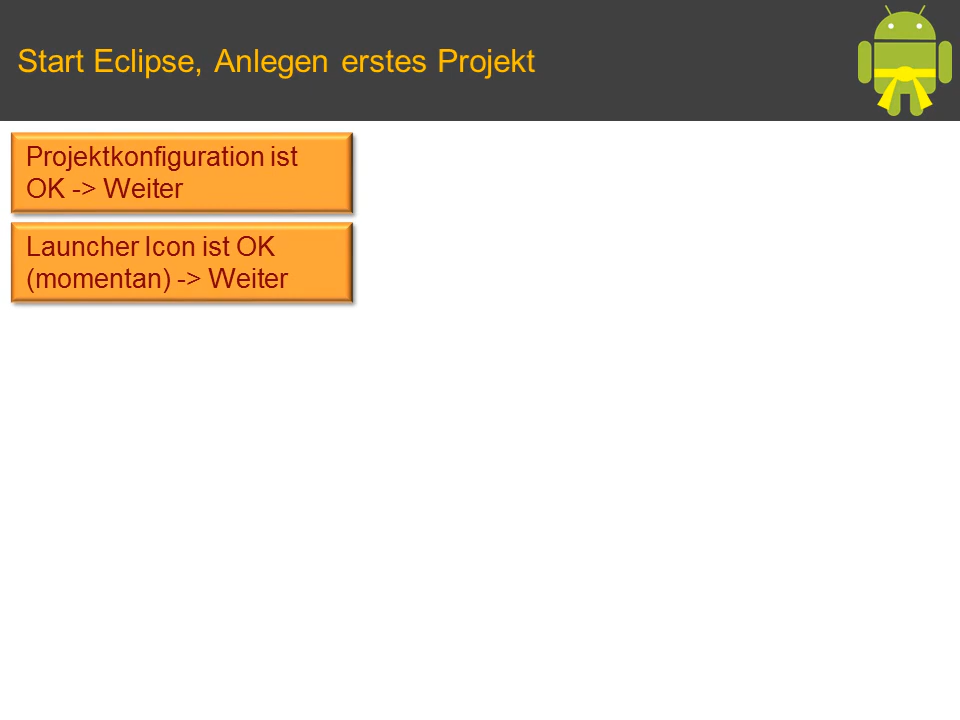 Start Eclipse, Anlegen erstes Projekt
Projektkonfiguration ist
OK -> Weiter
Launcher Icon ist OK
(momentan) -> Weiter